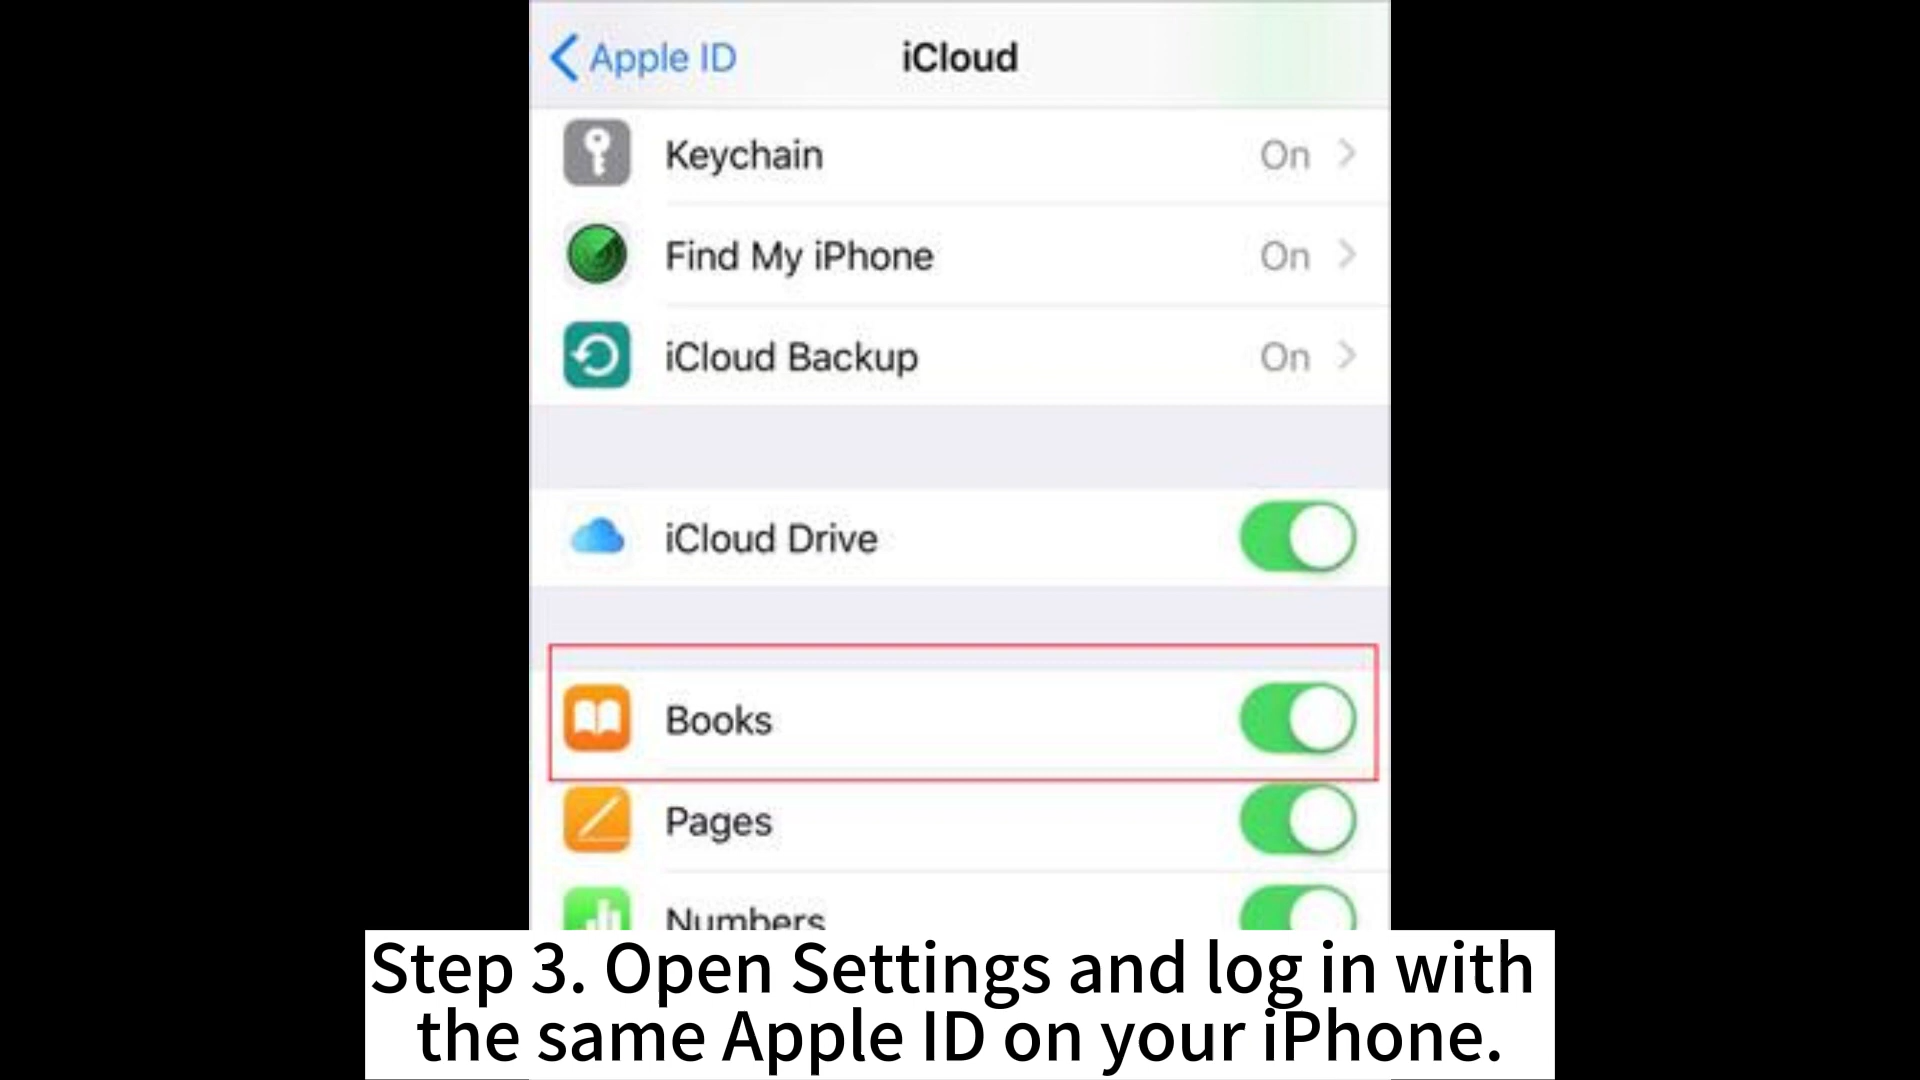 Apple ID
iCloud
Keychain On
Find My iPhone On
iCloud Backup On
iCloud Drive
Books
Pages
Numbers
Step 3. Open Settings and log in with
the same Apple ID on your iPhone.